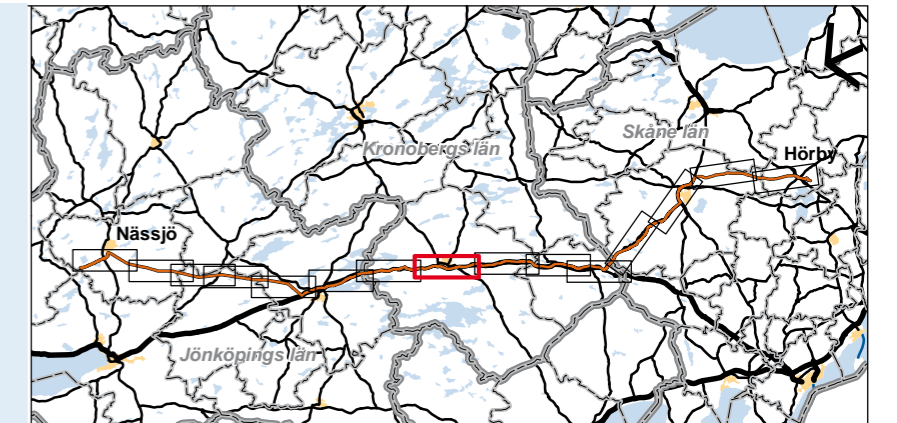 Skåne län
Kronobergs län
Hörby
Nässjö
Jönköpings län